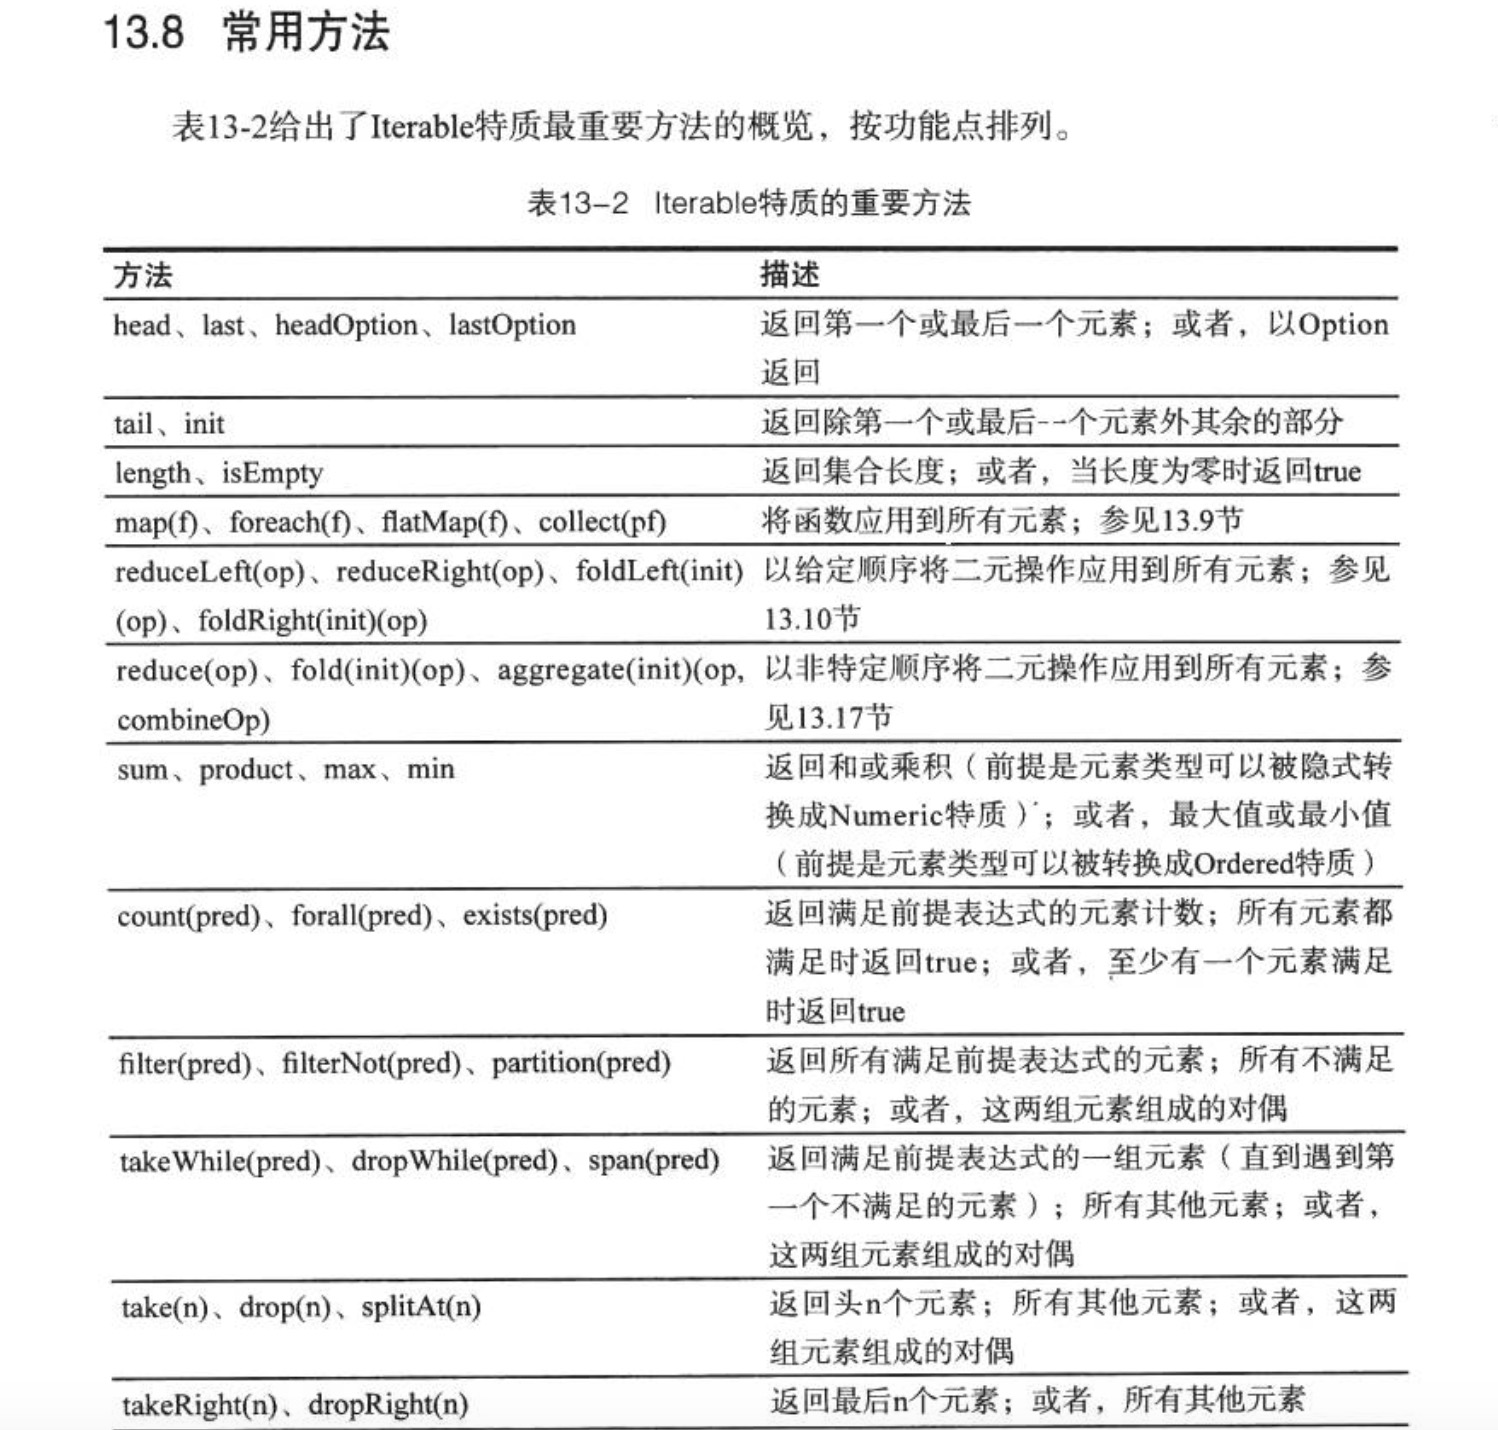 13.8 常用方法
表13-2给出了Iterable特质最重要方法的概览，按功能点排列。
表13-2 Iterable特质的重要方法
方法 描述
head、last、headOption、lastOption 返回第一个或最后一个元素；或者，以Option
返回
tail、init 返回除第一个或最后一个元素外其余的部分
length、isEmpty 返回集合长度；或者，当长度为零时返回true
map(f)、foreach(f)、flatMap(f)、collect(pf) 将函数应用到所有元素；参见13.9节
reduceLeft(op)、reduceRight(op)、foldLeft(init) 以给定顺序将二元操作应用到所有元素；参见
(op)、foldRight(init)(op) 13.10节
reduce(op)、fold(init)(op)、aggregate(init)(op, 以非特定顺序将二元操作应用到所有元素；参
combineOp) 见13.17节
sum、product、max、min 返回和或乘积（前提是元素类型可以被隐式转
换成Numeric特质）；或者，最大值或最小值
（前提是元素类型可以被转换成Ordered特质）
count(pred)、forall(pred)、exists(pred) 返回满足前提表达式的元素计数；所有元素都
满足时返回true；或者，至少有一个元素满足
时返回true
filter(pred)、filterNot(pred)、partition(pred) 返回所有满足前提表达式的元素；所有不满足
的元素；或者，这两组元素组成的对偶
takeWhile(pred)、dropWhile(pred)、span(pred) 返回满足前提表达式的一组元素（直到遇到第
一个不满足的元素）；所有其他元素；或者，
这两组元素组成的对偶
take(n)、drop(n)、splitAt(n) 返回头n个元素；所有其他元素；或者，这两
组元素组成的对偶
takeRight(n)、dropRight(n) 返回最后n个元素；或者，所有其他元素